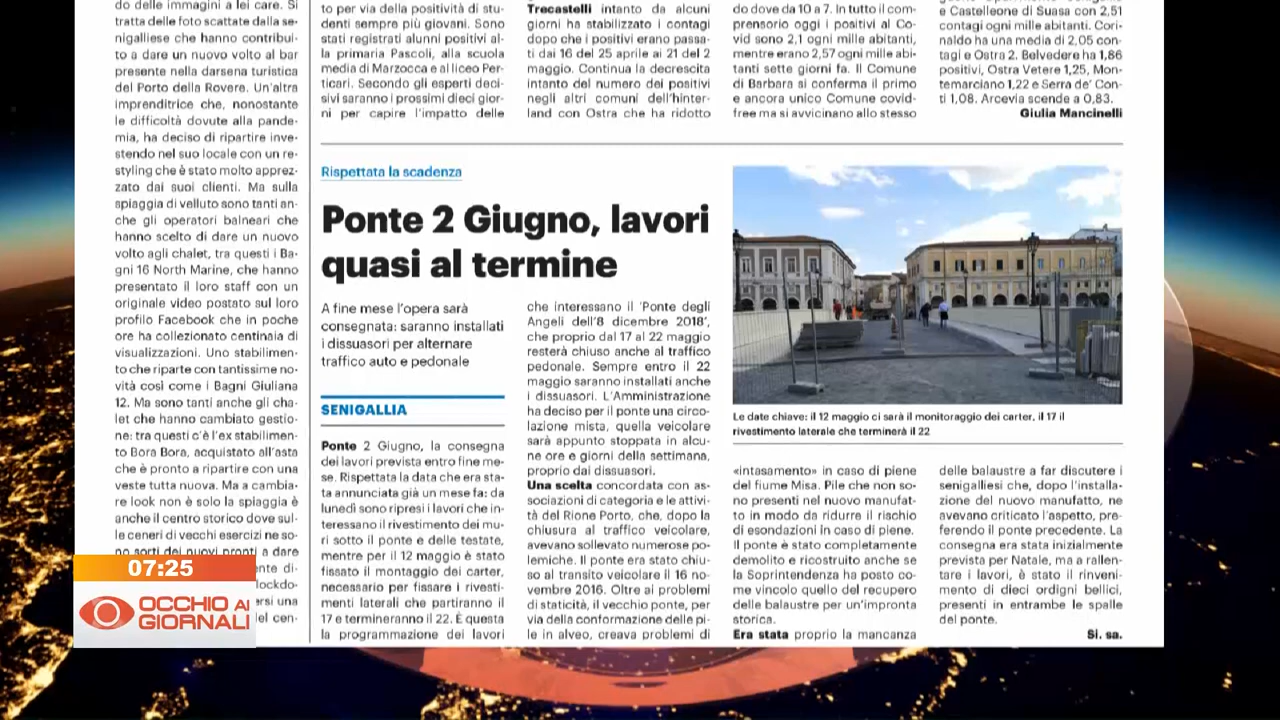 do delle immagini a lei care. Si
tratta delle foto scattate dalla se-
nigalliese che hanno contribui-
to a dare un nuovo volto al bar
presente nella darsena turistica
del Porto della Rovere. Un'altra
imprenditrice che, nonostante
le difficoltà dovute alla pande-
mia, ha deciso di ripartire inve-
stendo nel suo locale con un re-
styling che è stato molto apprez-
zato dai suoi clienti. Ma sulla
spiaggia di velluto sono tanti an-
che gli operatori balneari che
hanno scelto di dare un nuovo
volto agli chalet, tra questi i Ba-
gni 16 North Marine, che hanno
presentato il loro staff con un
originale video postato sul loro
profilo Facebook che in poche
ore ha collezionato centinaia di
visualizzazioni. Uno stabilimen-
to che riparte con tantissime no-
vità così come i Bagni Giuliana
12. Ma sono tanti anche gli cha-
let che hanno cambiato gestio-
ne: tra questi c'è l'ex stabilimen-
to Bora Bora, acquistato all'asta
che è pronto a ripartire con una
veste tutta nuova. Ma a cambia-
re look non è solo la spiaggia è
anche il centro storico dove sul-
le ceneri di vecchi esercizi ne so-
no sorti dei nuovi pronti a dare
nte di-
lockdo-
ersi una
del cen-
to per via della positività di stu-
denti sempre più giovani. Sono
stati registrati alunni positivi al-
la primaria Pascoli, alla scuola
media di Marzocca e al liceo Per-
ticari. Secondo gli esperti deci-
sivi saranno i prossimi dieci gior-
ni per capire l'impatto delle
Trecastelli intanto da alcuni
giorni ha stabilizzato i contagi
dopo che i positivi erano passa-
ti dai 16 del 25 aprile ai 21 del 2
maggio. Continua la decrescita
intanto del numero dei positivi
negli altri comuni dell'hinter-
land con Ostra che ha ridotto
do dove da 10 a 7. In tutto il com-
prensorio oggi i positivi al Co-
vid sono 2,1 ogni mille abitanti,
mentre erano 2,57 ogni mille abi-
tanti sette giorni fa. Il Comune
di Barbara si conferma il primo
e ancora unico Comune covid-
free ma si avvicinano allo stesso
e Castelleone di Suasa con 2,51
contagi ogni mille abitanti. Cori-
naldo ha una media di 2,05 con-
tagi e Ostra 2. Belvedere ha 1,86
positivi, Ostra Vetere 1,25, Mon-
temarciano 1,22 e Serra de' Con-
ti 1,08. Arcevia scende a 0,83.
Giulia Mancinelli
Rispettata la scadenza
Ponte 2 Giugno, lavori
quasi al termine
A fine mese l'opera sarà
consegnata: saranno installati
i dissuasori per alternare
traffico auto e pedonale
SENIGALLIA
Ponte 2 Giugno, la consegna
dei lavori prevista entro fine me-
se. Rispettata la data che era sta-
ta annunciata già un mese fa: da
lunedì sono ripresi i lavori che in-
teressano il rivestimento dei mu-
ri sotto il ponte e delle testate,
mentre per il 12 maggio è stato
fissato il montaggio dei carter,
necessario per fissare i rivesti-
menti laterali che partiranno il
17 e termineranno il 22. È questa
la programmazione dei lavori
che interessano il 'Ponte degli
Angeli dell'8 dicembre 2018',
che proprio dal 17 al 22 maggio
resterà chiuso anche al traffico
pedonale. Sempre entro il 22
maggio saranno installati anche
i dissuasori. L'Amministrazione
ha deciso per il ponte una circo-
lazione mista, quella veicolare
sarà appunto stoppata in alcu-
ne ore e giorni della settimana,
proprio dai dissuasori.
Una scelta concordata con as-
sociazioni di categoria e le attivi-
tà del Rione Porto, che, dopo la
chiusura al traffico veicolare,
avevano sollevato numerose po-
lemiche. Il ponte era stato chiu-
so al transito veicolare il 16 no-
vembre 2016. Oltre ai problemi
di staticità, il vecchio ponte, per
via della conformazione delle pi-
le in alveo, creava problemi di
Le date chiave: il 12 maggio ci sarà il monitoraggio dei carter, il 17 il
rivestimento laterale che terminerà il 22
«intasamento» in caso di piene
del fiume Misa. Pile che non so-
no presenti nel nuovo manufat-
to in modo da ridurre il rischio
di esondazioni in caso di piene.
Il ponte è stato completamente
demolito e ricostruito anche se
la Soprintendenza ha posto co-
me vincolo quello del recupero
delle balaustre per un'impronta
storica.
Era stata proprio la mancanza
delle balaustre a far discutere i
senigalliesi che, dopo l'installa-
zione del nuovo manufatto, ne
avevano criticato l'aspetto, pre-
ferendo il ponte precedente. La
consegna era stata inizialmente
prevista per Natale, ma a rallen-
tare i lavori, è stato il rinveni-
mento di dieci ordigni bellici,
presenti in entrambe le spalle
del ponte.
Si. sa.
07:25
OCCHIO AI
GIORNALI